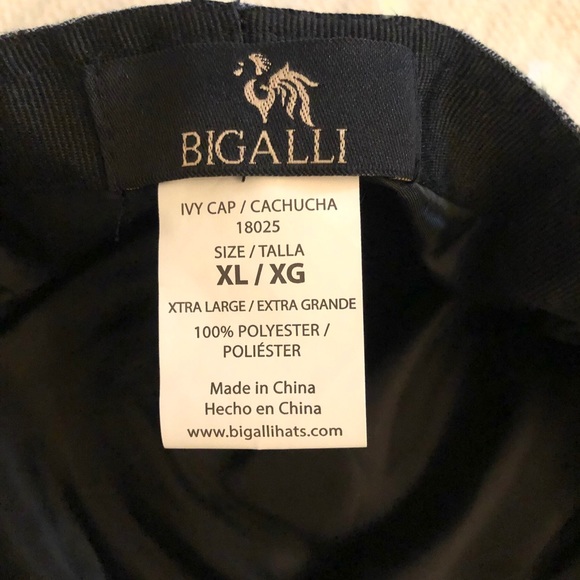 BIGALLI
IVY CAP / CACHUCHA
18025
SIZE / TALLA
XL / XG
XTRA LARGE / EXTRA GRANDE
100% POLYESTER /
POLIÉSTER
Made in China
Hecho en China
www.bigallihats.com